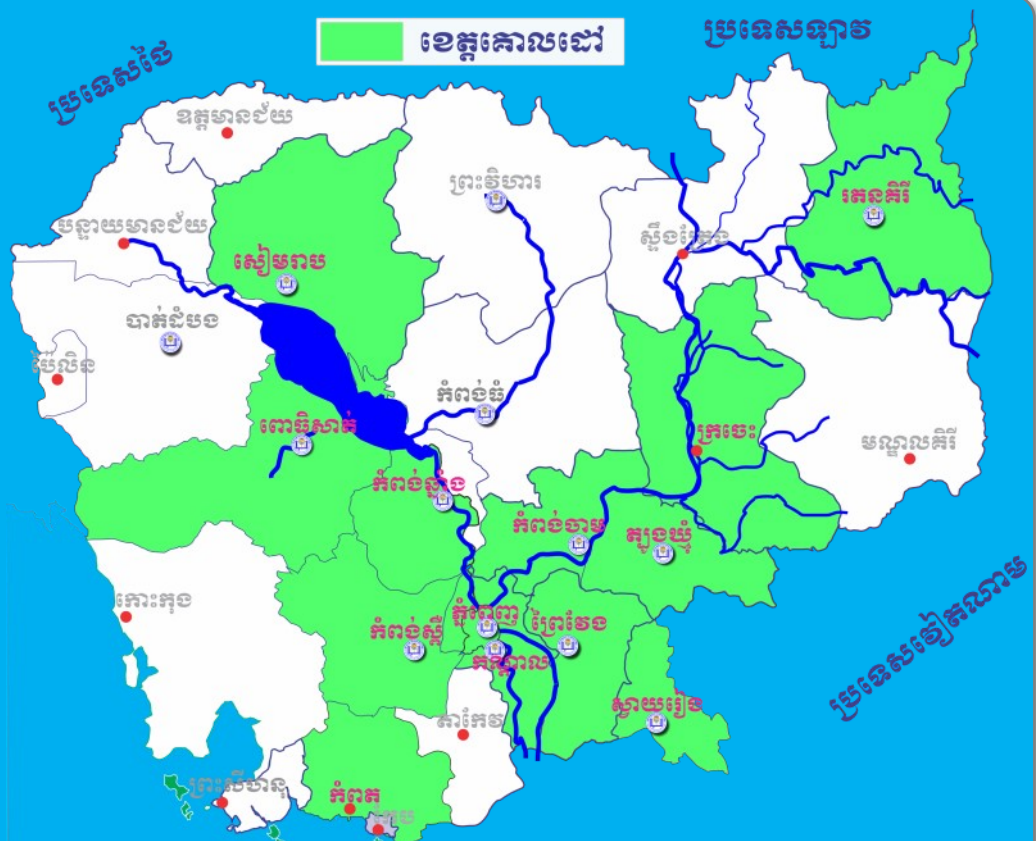 ខេត្តគោលដៅ
ប្រទេសថៃ
ប្រទេសឡាវ
ឧត្តមានជ័យ
ព្រះវិហារ
រតនគិរី
បន្ទាយមានជ័យ
ស្ទឹងត្រែង
សៀមរាប
បាត់ដំបង
ប៉ៃលិន
កំពង់ធំ
ពោធិសាត់
ក្រចេះ
មណ្ឌលគិរី
កំពង់ឆ្នាំង
កំពង់ចាម
ត្បូងឃ្មុំ
កោះកុង
ភ្នំពេញ
ព្រៃវែង
កំពង់ស្ពឺ
កណ្តាល
ប្រទេសវៀតណាម
ស្វាយរៀង
តាកែវ
ព្រះសីហនុ
កំពត
កែប